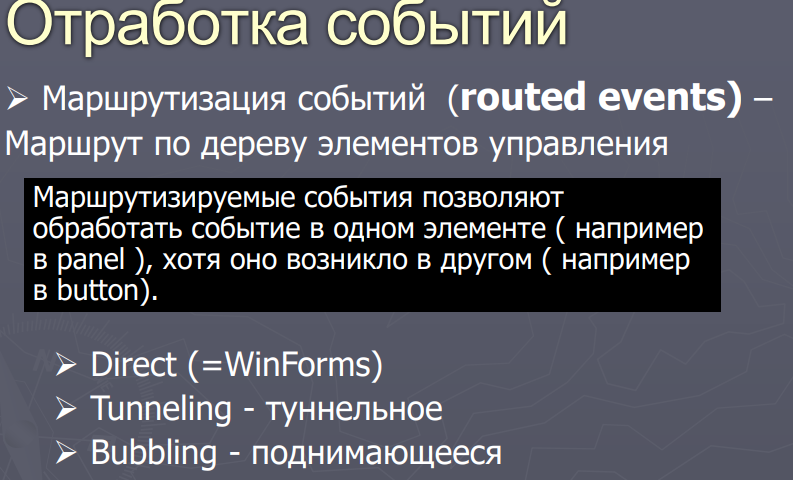 Отработка событий
➢ Маршрутизация событий (routed events) –
Маршрут по дереву элементов управления
Маршрутизируемые события позволяют
обработать событие в одном элементе ( например
в panel ), хотя оно возникло в другом ( например
в button).
➢ Direct (=WinForms)
➢ Tunneling - туннельное
➢ Bubbling - поднимающееся